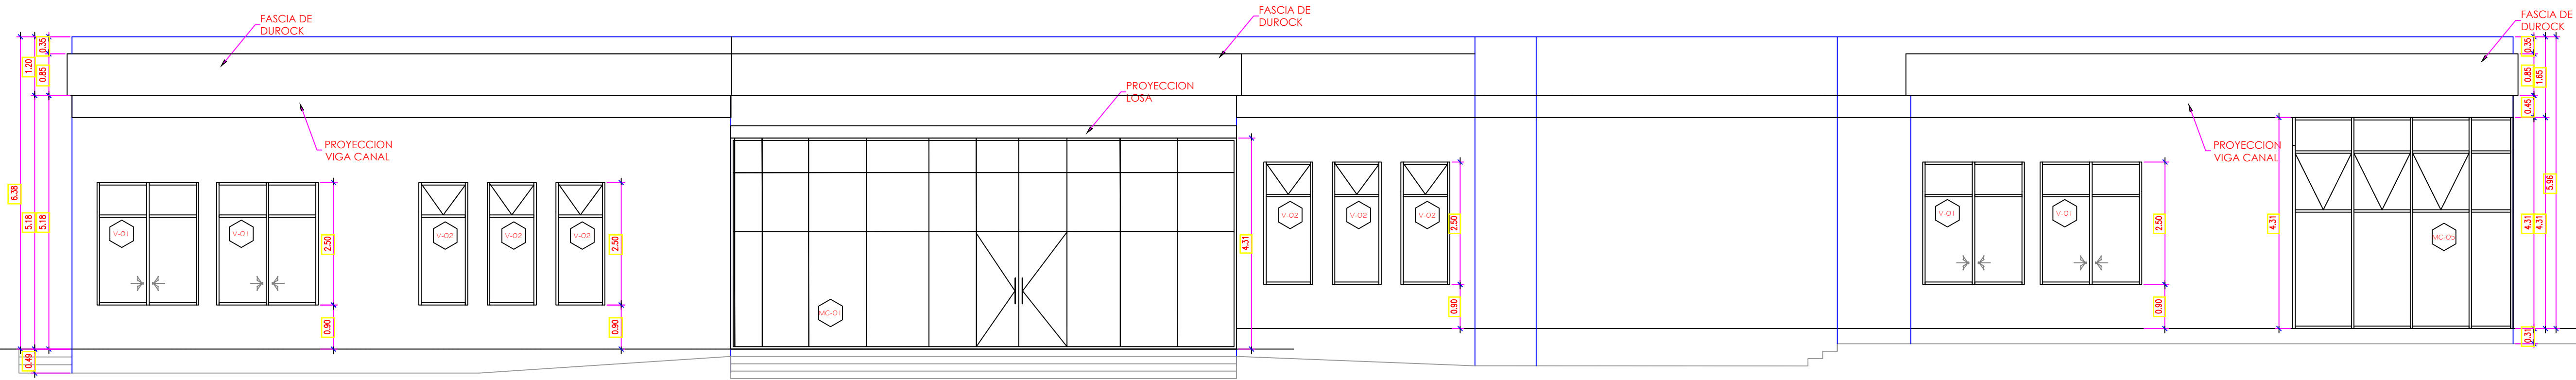 FASCIA DE
DUROCK
FASCIA DE
DUROCK
FASCIA DE
DUROCK
PROYECCION
LOSA
PROYECCION
VIGA CANAL
PROYECCION
VIGA CANAL
0.35
1.20
0.85
6.38
5.18
5.18
0.49
V-01
V-01
2.50
0.90
V-02
V-02
V-02
2.50
0.90
MC-01
4.31
V-02
V-02
V-02
2.50
0.90
V-01
V-01
2.50
0.90
4.31
MC-05
0.35
0.85
1.65
0.45
5.96
4.31
4.31
0.31